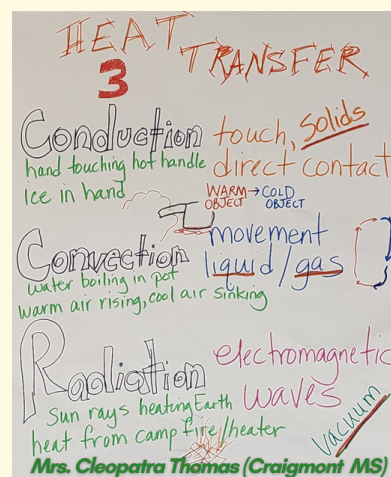 HEAT
TRANSFER
3
Conduction touch, solids
hand touching hot handle direct contact
Ice in hand
WARM → COLD
OBJECT OBJECT
Convection movement
liquid/gas
water boiling in pot
warm air rising, cool air sinking
Radiation electromagnetic
waves
Sun rays heating Earth
heat from camp fire//heater
Vacuum
Mrs. Cleopatra Thomas (Craigmont MS)